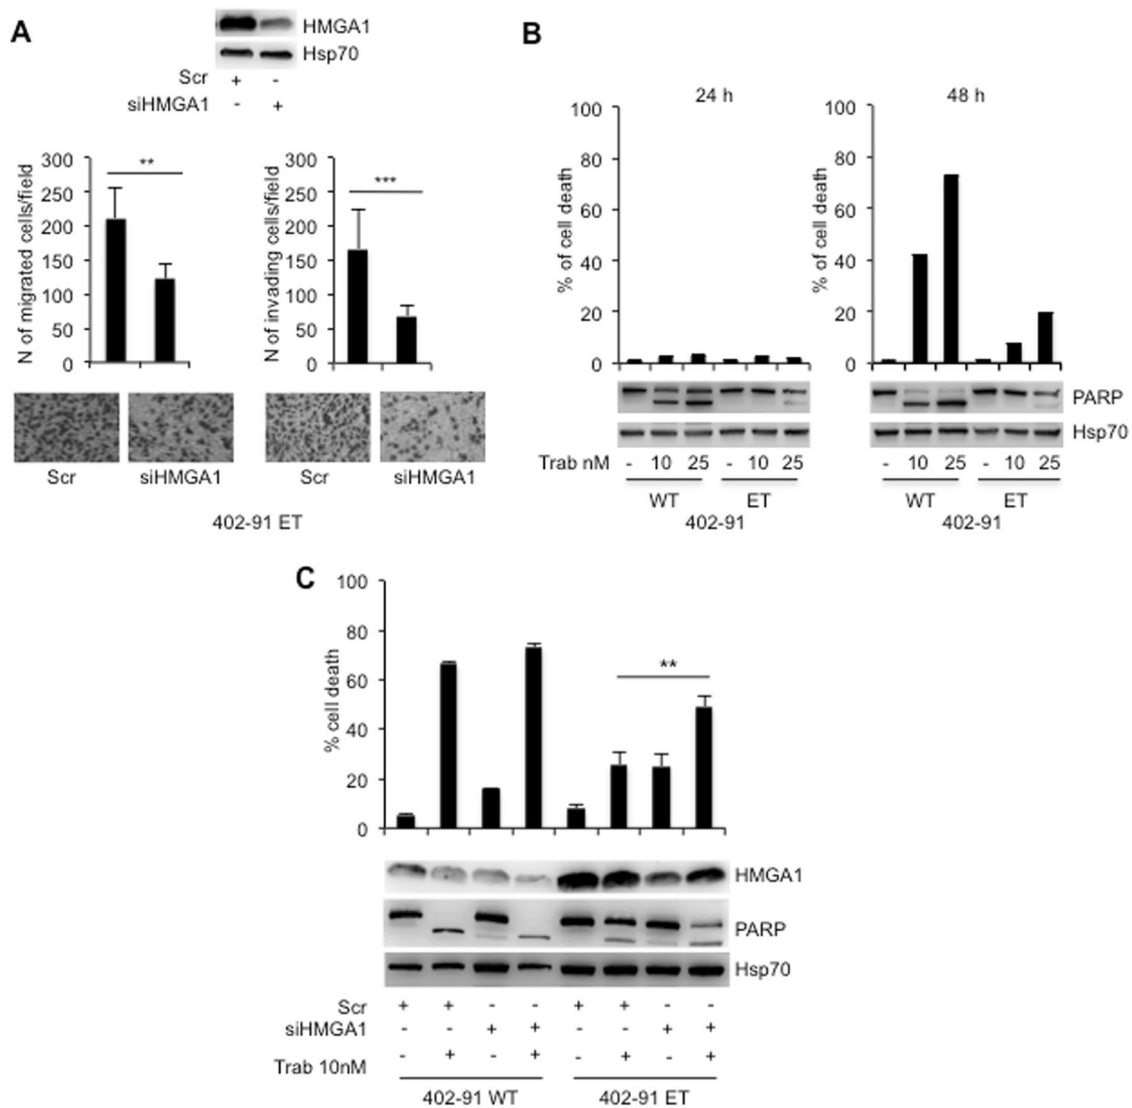 A
HMGA1
Hsp70
Scr + -
siHMGA1 - +
N of migrated cells/field
300
250
200
150
100
50
0
**
N of invading cells/field
300
250
200
150
100
50
0
***
Scr siHMGA1 Scr siHMGA1
402-91 ET
B
24 h
% of cell death
100
80
60
40
20
0
48 h
% of cell death
100
80
60
40
20
0
PARP
Hsp70
Trab nM - 10 25 - 10 25 - 10 25 - 10 25
WT ET WT ET
402-91 402-91
C
% cell death
100
80
60
40
20
0
**
HMGA1
PARP
Hsp70
Scr + + - - + + - -
siHMGA1 - - + + - - + +
Trab 10nM - + - + - + - +
402-91 WT 402-91 ET